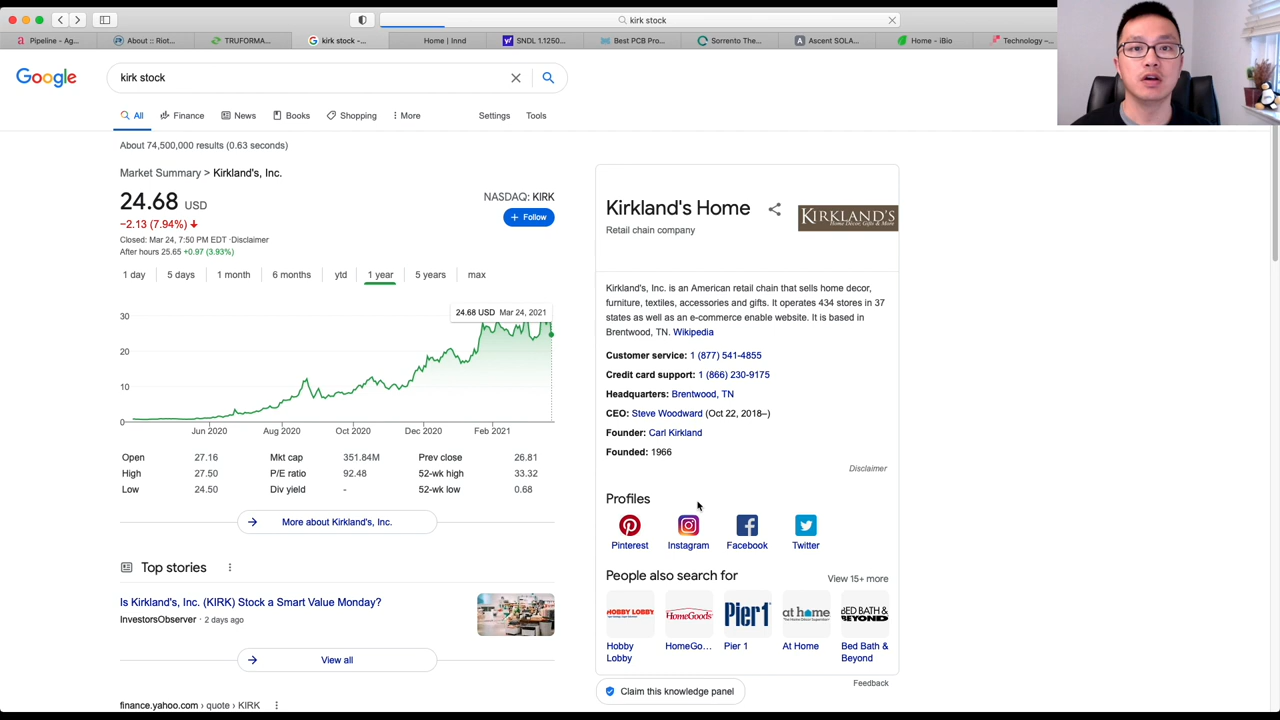 kirk stock
Pipeline - Ag...
About :: Riot...
TRUFORMA...
kirk stock -...
Home | Innd
SNDL 1.1250...
Best PCB Pro...
Sorrento The...
Ascent SOLA...
Home - iBio
Technology –...
Google
kirk stock
All
Finance
News
Books
Shopping
More
Settings
Tools
About 74,500,000 results (0.63 seconds)
Market Summary > Kirkland's, Inc.
24.68 USD
NASDAQ: KIRK
−2.13 (7.94%)
+ Follow
Closed: Mar 24, 7:50 PM EDT ·Disclaimer
After hours 25.65 +0.97 (3.93%)
1 day
5 days
1 month
6 months
ytd
1 year
5 years
max
24.68 USD Mar 24, 2021
30
20
10
0
Jun 2020
Aug 2020
Oct 2020
Dec 2020
Feb 2021
Open 27.16 Mkt cap 351.84M Prev close 26.81
High 27.50 P/E ratio 92.48 52-wk high 33.32
Low 24.50 Div yield - 52-wk low 0.68
More about Kirkland's, Inc.
Top stories
Is Kirkland's, Inc. (KIRK) Stock a Smart Value Monday?
InvestorsObserver · 2 days ago
View all
finance.yahoo.com › quote › KIRK
Kirkland's Home
Retail chain company
KIRKLAND'S
Home Decor, Gifts & More
Kirkland's, Inc. is an American retail chain that sells home decor,
furniture, textiles, accessories and gifts. It operates 434 stores in 37
states as well as an e-commerce enable website. It is based in
Brentwood, TN. Wikipedia
Customer service: 1 (877) 541-4855
Credit card support: 1 (866) 230-9175
Headquarters: Brentwood, TN
CEO: Steve Woodward (Oct 22, 2018–)
Founder: Carl Kirkland
Founded: 1966
Disclaimer
Profiles
Pinterest
Instagram
Facebook
Twitter
People also search for
View 15+ more
HOBBY LOBBY
HomeGoods
Pier1
at home
BED BATH &
BEYOND
Hobby
Lobby
HomeGo...
Pier 1
At Home
Bed Bath &
Beyond
Feedback
Claim this knowledge panel